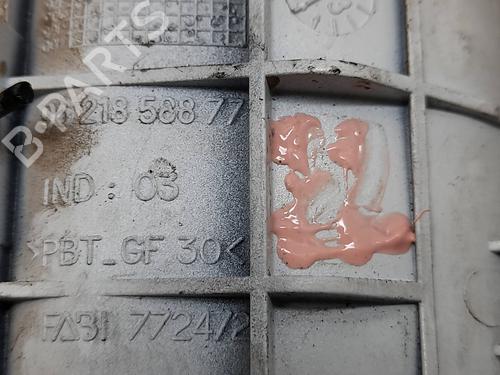 B-PARTS
218 588 77
IND : 03
>PBT_GF 30<
FABI 7724/2